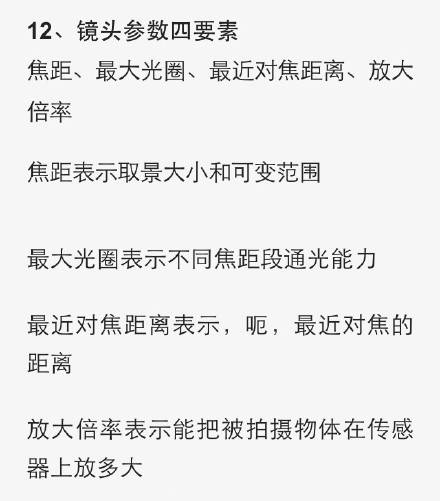 12、镜头参数四要素
焦距、最大光圈、最近对焦距离、放大
倍率
焦距表示取景大小和可变范围
最大光圈表示不同焦距段通光能力
最近对焦距离表示，呃，最近对焦的
距离
放大倍率表示能把被拍摄物体在传感
器上放多大